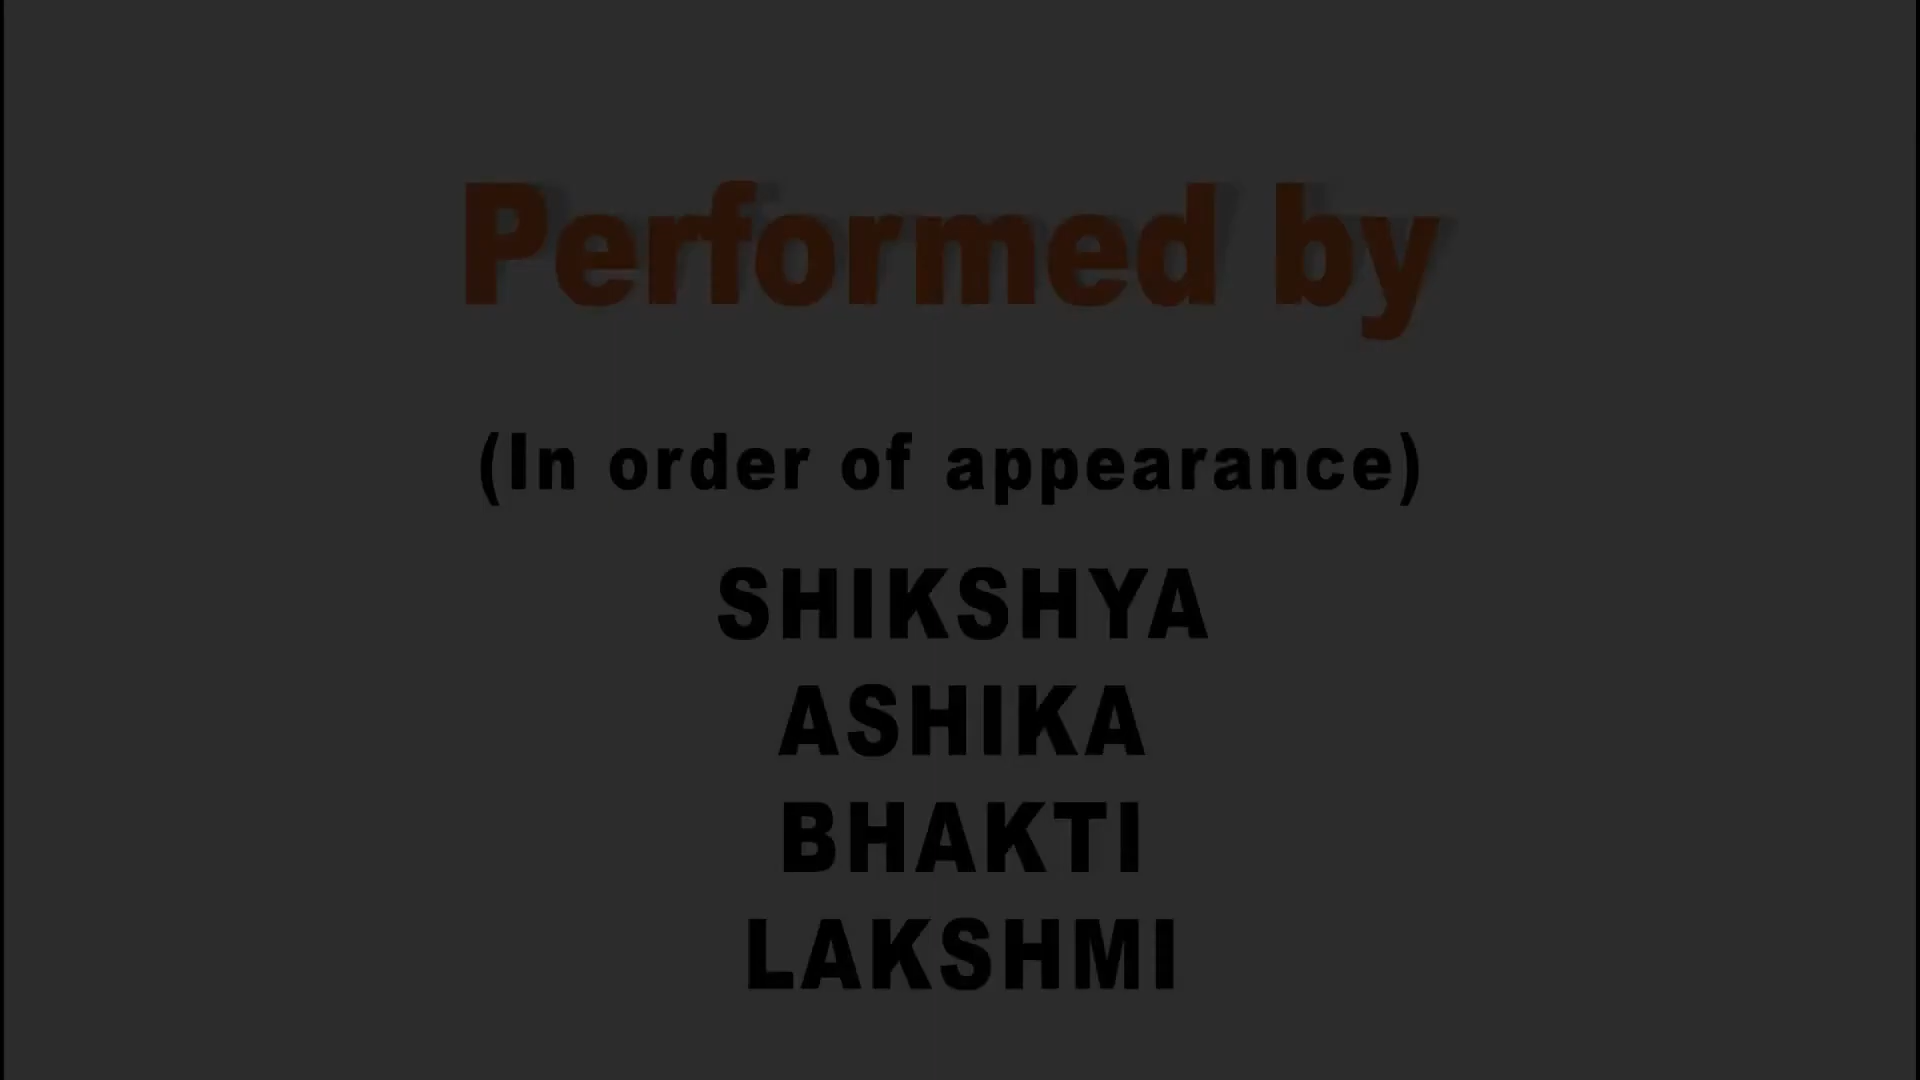 Performed by
(In order of appearance)
SHIKSHYA
ASHIKA
BHAKTI
LAKSHMI